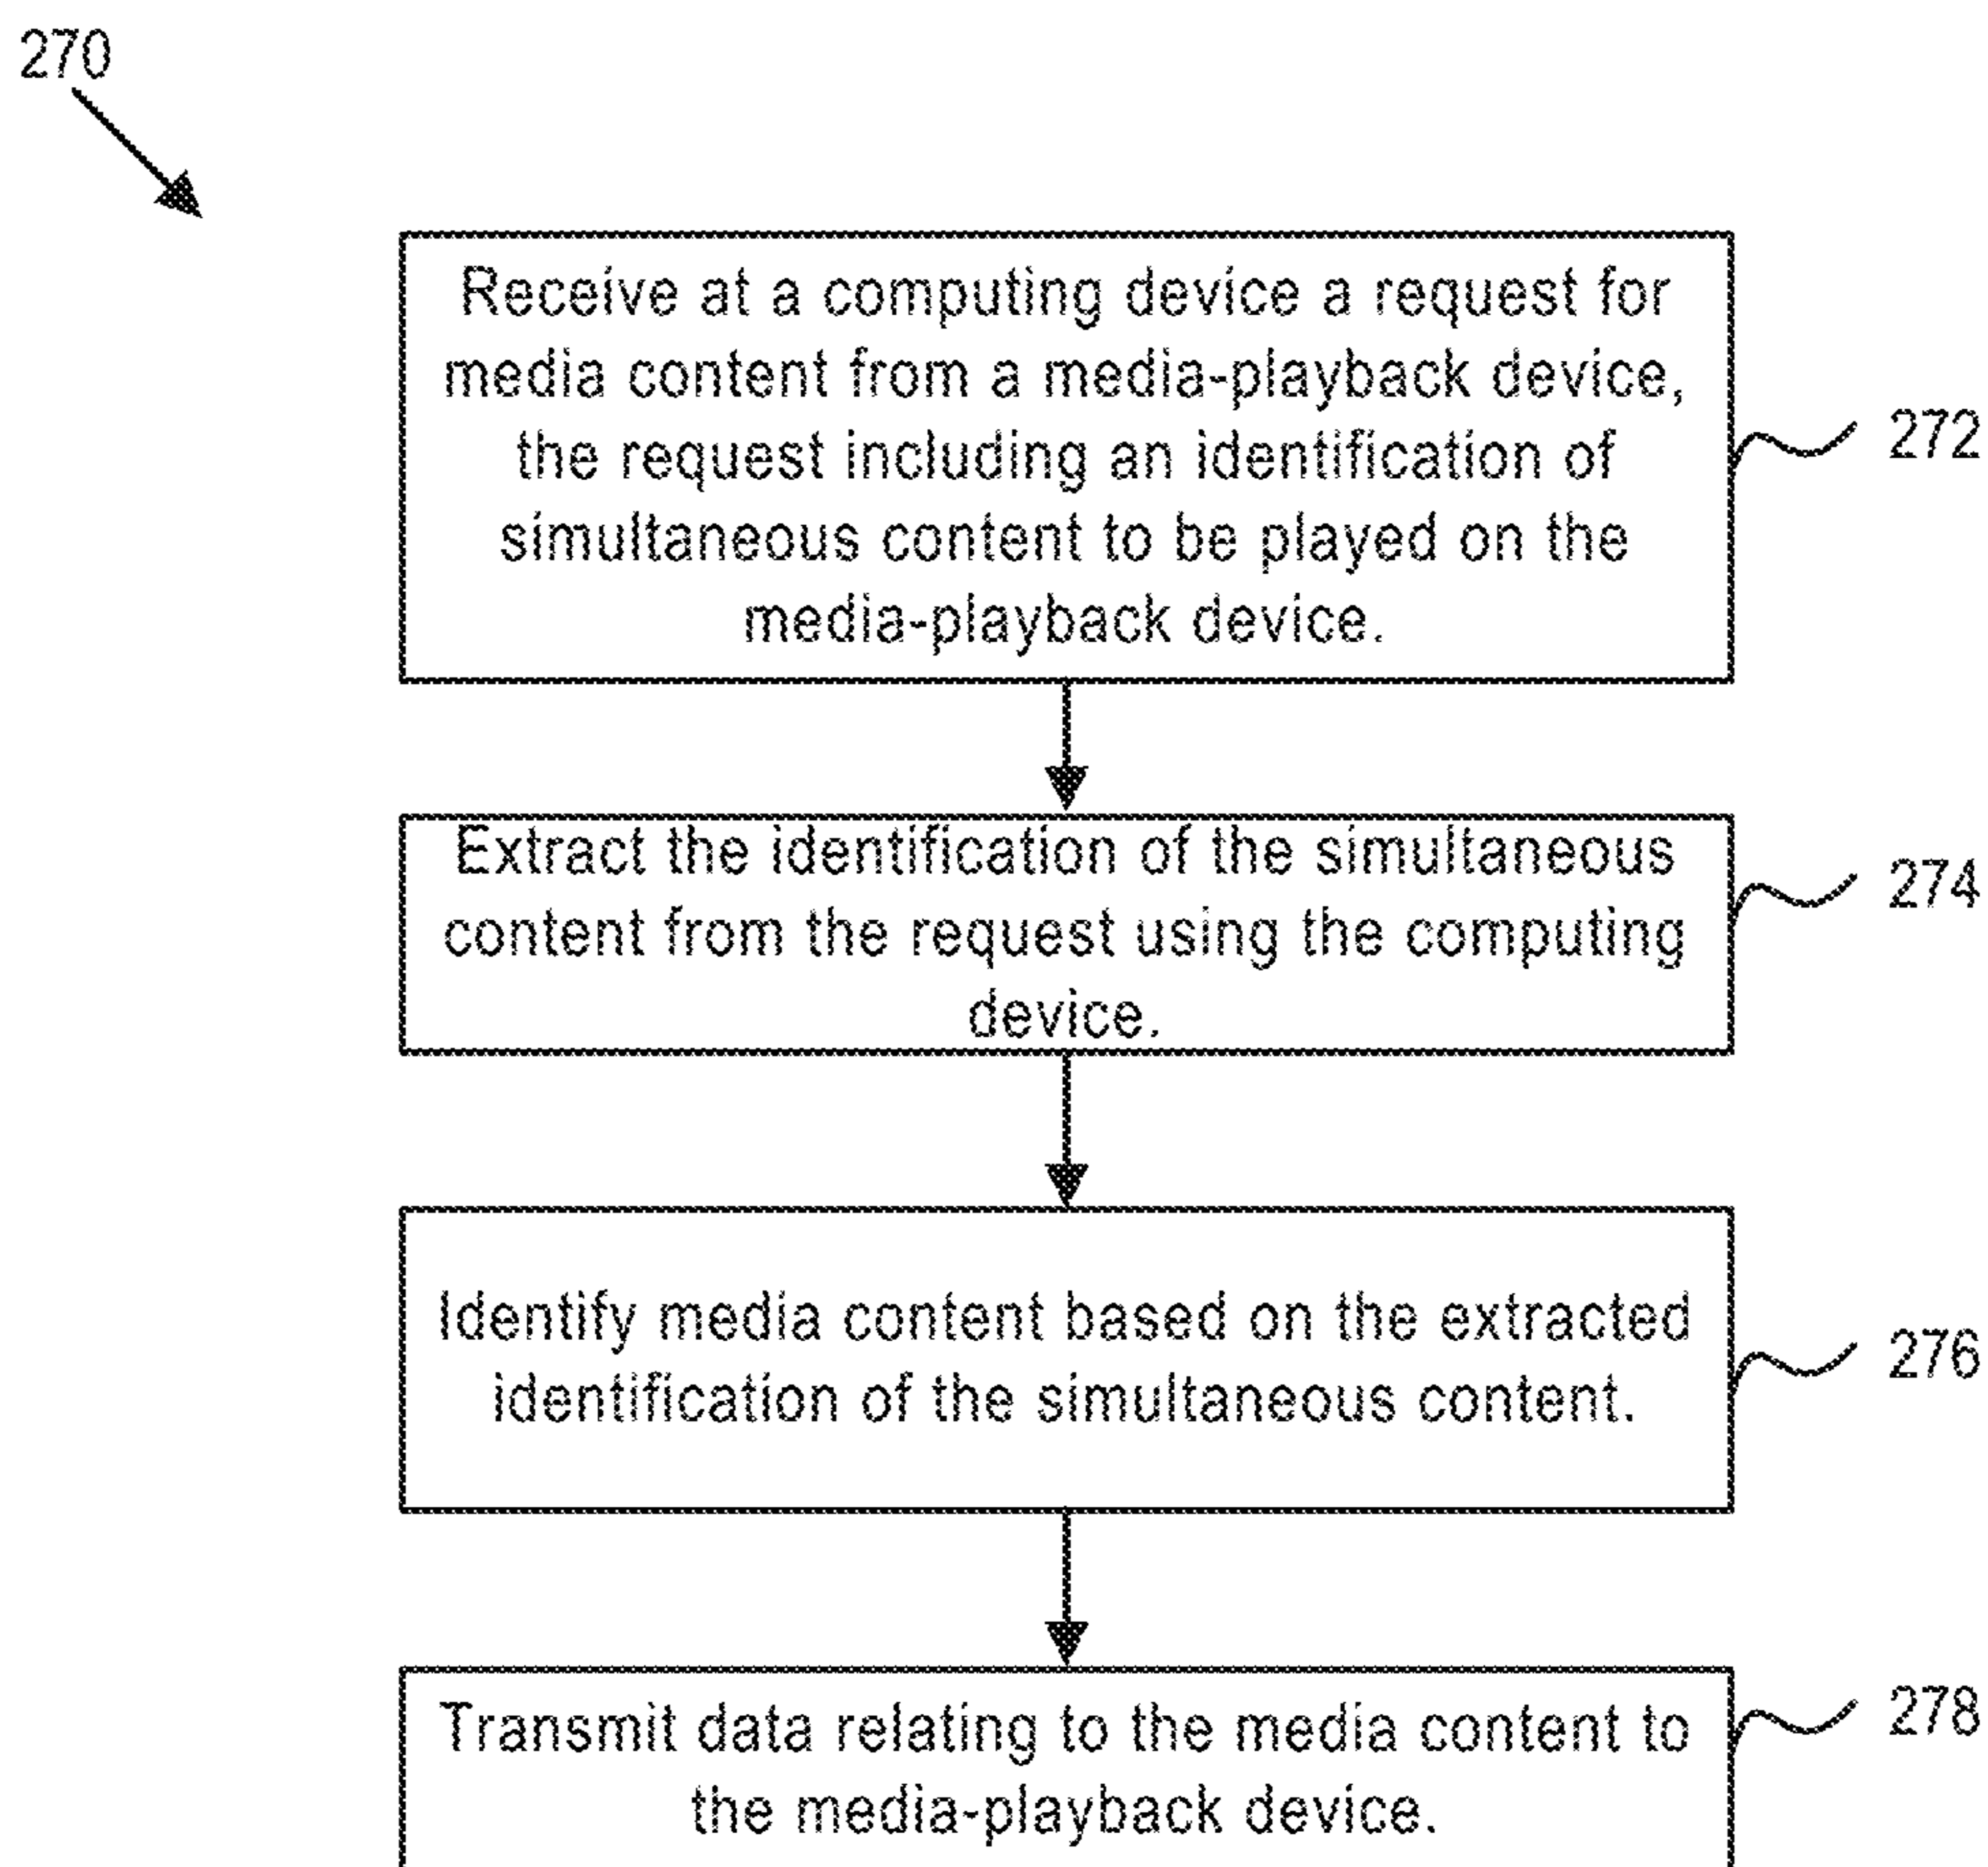 270
Receive at a computing device a request for
media content from a media-playback device,
the request including an identification of
simultaneous content to be played on the
media-playback device.
272
Extract the identification of the simultaneous
content from the request using the computing
device.
274
Identify media content based on the extracted
identification of the simultaneous content.
276
Transmit data relating to the media content to
the media-playback device.
278